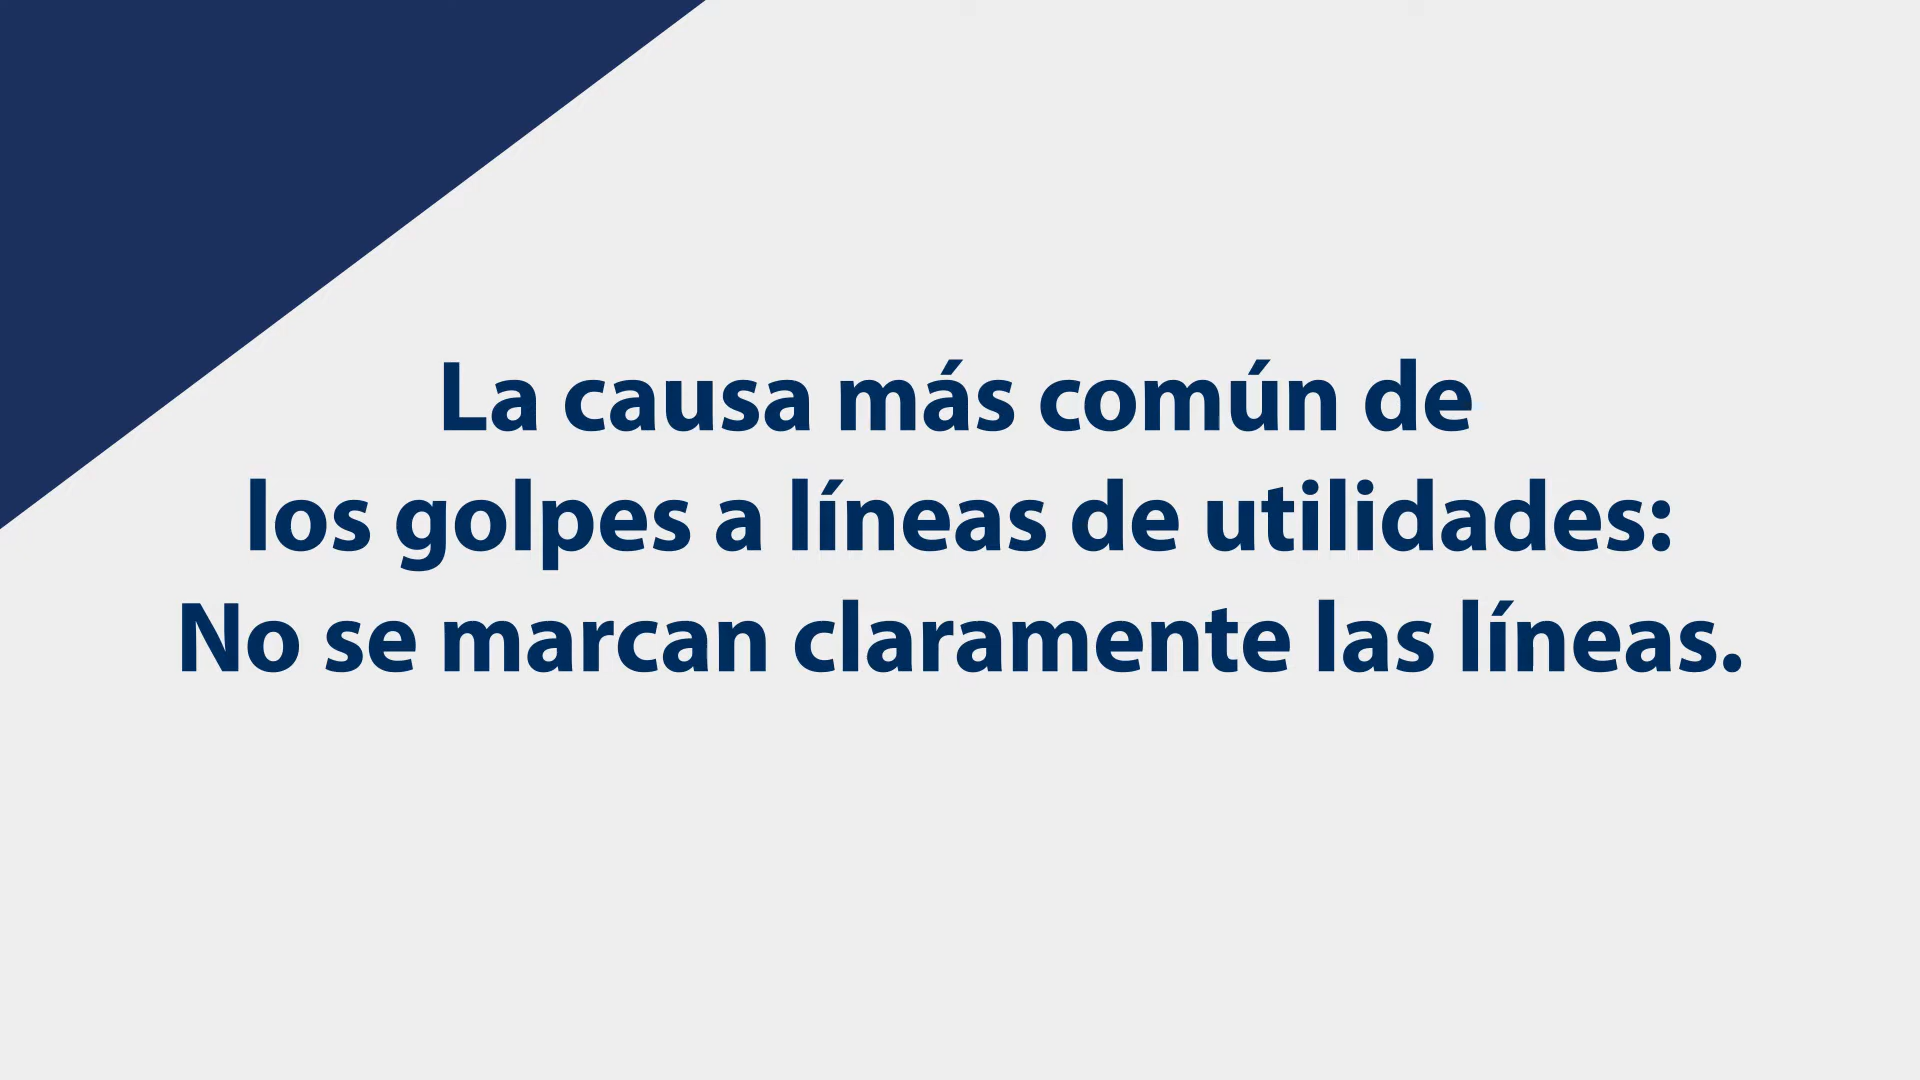 La causa más común de
los golpes a líneas de utilidades:
No se marcan claramente las líneas.